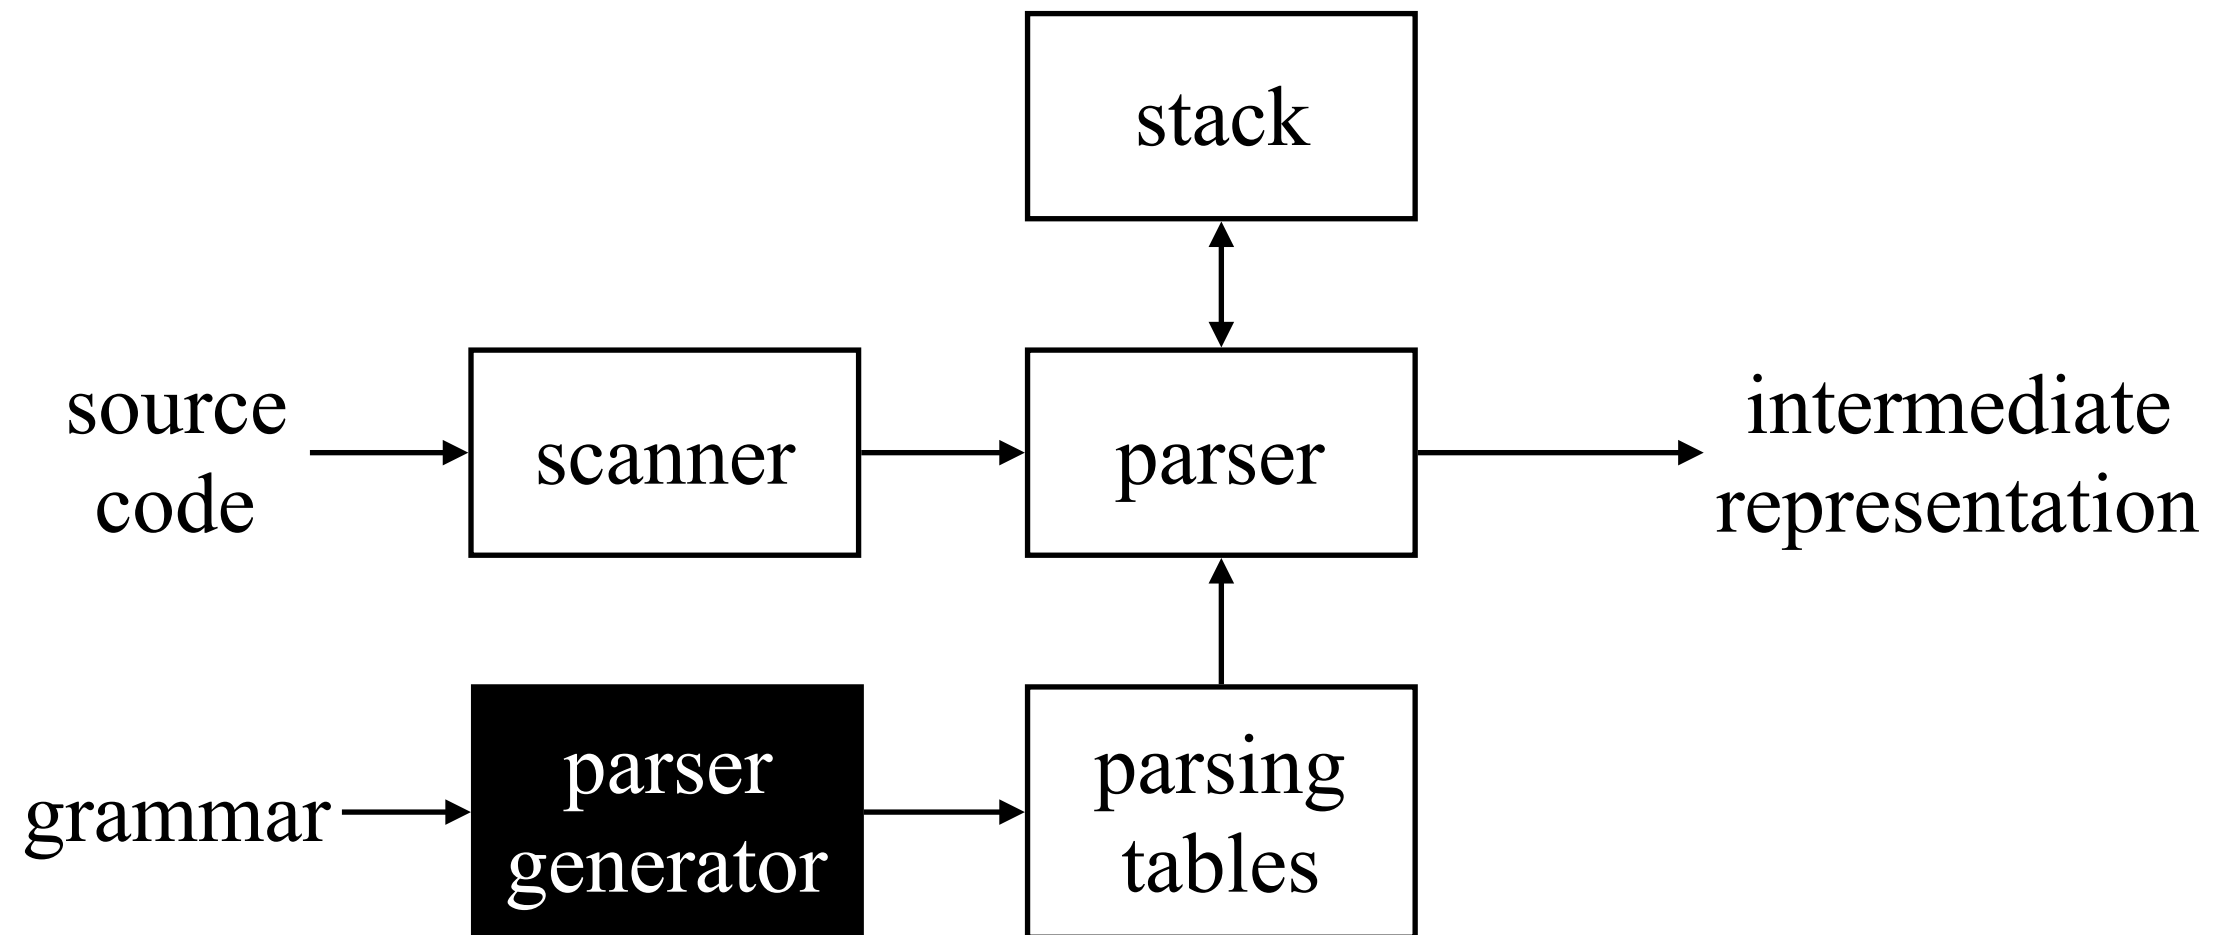 stack
source
code
scanner
parser
intermediate
representation
grammar
parser
generator
parsing
tables